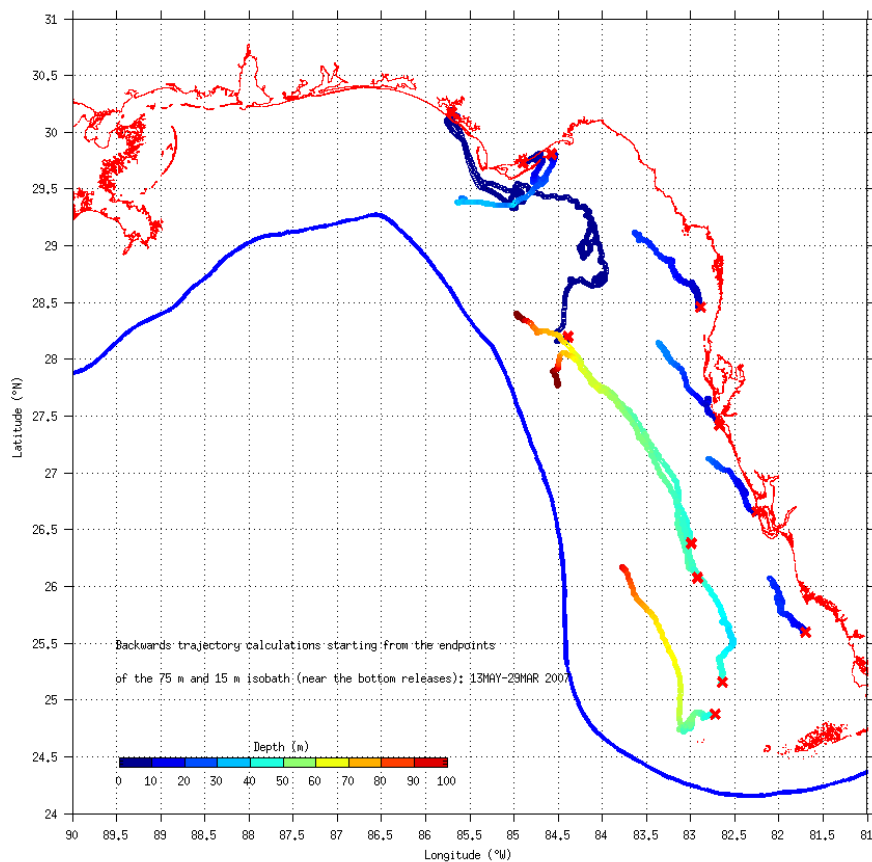 31
30.5
30
29.5
29
28.5
28
27.5
27
26.5
26
25.5
25
24.5
24
Latitude (°N)
Backwards trajectory calculations starting from the endpoints
of the 75 m and 15 m isobath (near the bottom releases): 13MAY-29MAR 2007
Depth (m)
0 10 20 30 40 50 60 70 80 90 100
90 89.5 89 88.5 88 87.5 87 86.5 86 85.5 85 84.5 84 83.5 83 82.5 82 81.5 81
Longitude (°W)